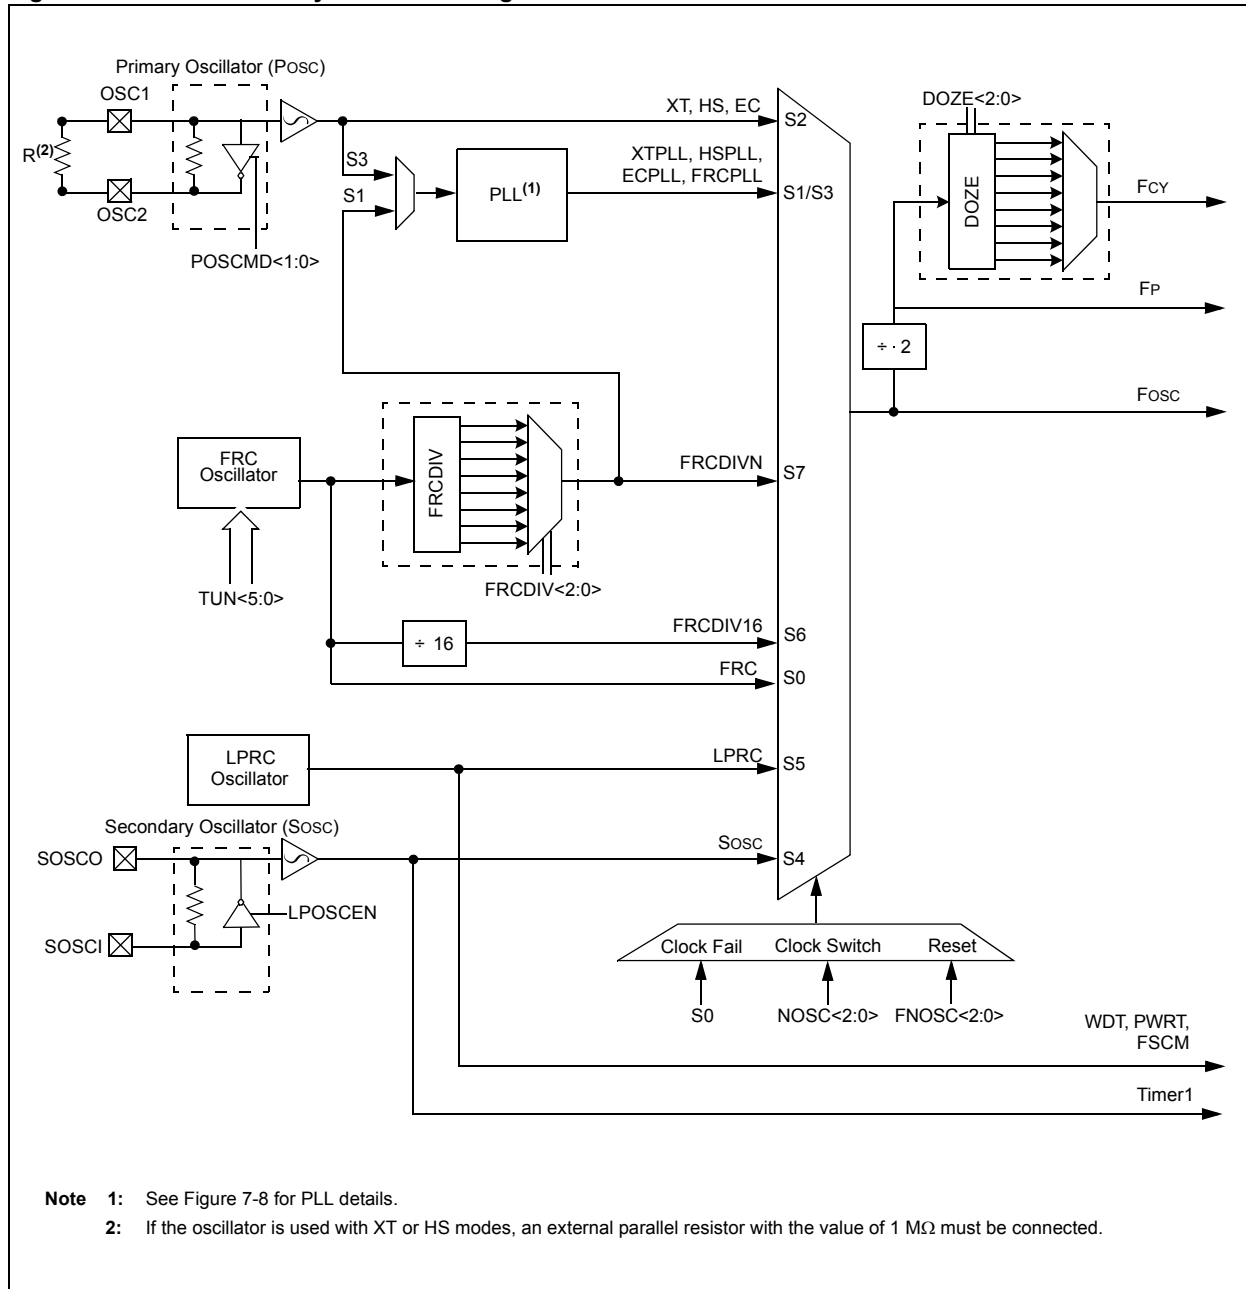 Primary Oscillator (POSC)
OSC1
R(2)
OSC2
POSCMD<1:0>
S3
S1
PLL(1)
XT, HS, EC
S2
XTPLL, HSPLL,
ECPLL, FRCPLL
S1/S3
DOZE<2:0>
DOZE
FCY
FP
÷ · 2
FOSC
FRC
Oscillator
TUN<5:0>
FRCDIV
FRCDIV<2:0>
FRCDIVN
S7
÷ 16
FRCDIV16
S6
FRC
S0
LPRC
Oscillator
LPRC
S5
Secondary Oscillator (SOSC)
SOSCO
SOSCI
LPOSCEN
SOSC
S4
Clock Fail
Clock Switch
Reset
S0
NOSC<2:0>
FNOSC<2:0>
WDT, PWRT,
FSCM
Timer1
Note 1: See Figure 7-8 for PLL details.
2: If the oscillator is used with XT or HS modes, an external parallel resistor with the value of 1 MΩ must be connected.